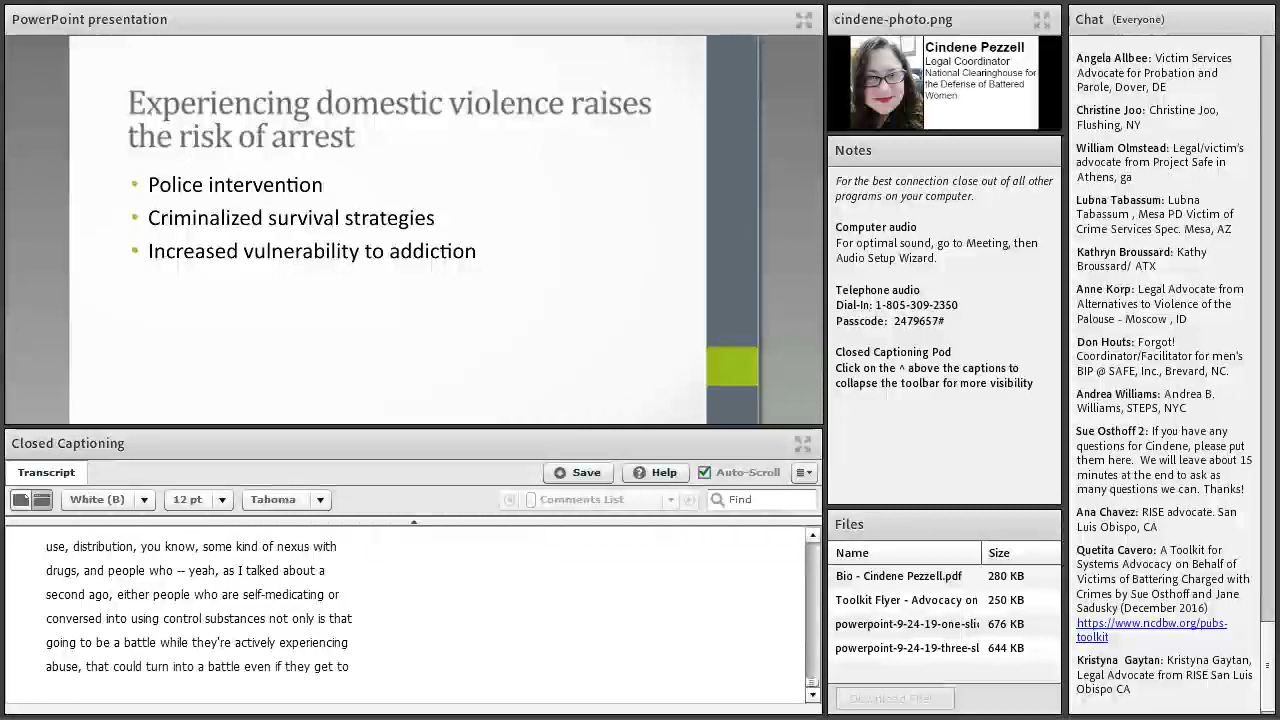 PowerPoint presentation
Experiencing domestic violence raises
the risk of arrest
• Police intervention
• Criminalized survival strategies
• Increased vulnerability to addiction
Closed Captioning
Transcript
Save
Help
Auto-Scroll
White (B)
12 pt
Tahoma
Comments List
Find
use, distribution, you know, some kind of nexus with
drugs, and people who -- yeah, as I talked about a
second ago, either people who are self-medicating or
conversed into using control substances not only is that
going to be a battle while they're actively experiencing
abuse, that could turn into a battle even if they get to
cindene-photo.png
Cindene Pezzell
Legal Coordinator
National Clearinghouse for
the Defense of Battered
Women
Notes
For the best connection close out of all other
programs on your computer.
Computer audio
For optimal sound, go to Meeting, then
Audio Setup Wizard.
Telephone audio
Dial-In: 1-805-309-2350
Passcode: 2479657#
Closed Captioning Pod
Click on the ^ above the captions to
collapse the toolbar for more visibility
Files
Name Size
Bio - Cindene Pezzell.pdf 280 KB
Toolkit Flyer - Advocacy on 250 KB
powerpoint-9-24-19-one-sli 676 KB
powerpoint-9-24-19-three-sl 644 KB
Download File!
Chat (Everyone)
Angela Allbee: Victim Services
Advocate for Probation and
Parole, Dover, DE
Christine Joo: Christine Joo,
Flushing, NY
William Olmstead: Legal/victim's
advocate from Project Safe in
Athens, ga
Lubna Tabassum: Lubna
Tabassum , Mesa PD Victim of
Crime Services Spec. Mesa, AZ
Kathryn Broussard: Kathy
Broussard/ ATX
Anne Korp: Legal Advocate from
Alternatives to Violence of the
Palouse - Moscow , ID
Don Houts: Forgot!
Coordinator/Facilitator for men's
BIP @ SAFE, Inc., Brevard, NC.
Andrea Williams: Andrea B.
Williams, STEPS, NYC
Sue Osthoff 2: If you have any
questions for Cindene, please put
them here. We will leave about 15
minutes at the end to ask as
many questions we can. Thanks!
Ana Chavez: RISE advocate. San
Luis Obispo, CA
Quetita Cavero: A Toolkit for
Systems Advocacy on Behalf of
Victims of Battering Charged with
Crimes by Sue Osthoff and Jane
Sadusky (December 2016)
https://www.ncdbw.org/pubs-
toolkit
Kristyna Gaytan: Kristyna Gaytan,
Legal Advocate from RISE San Luis
Obispo CA